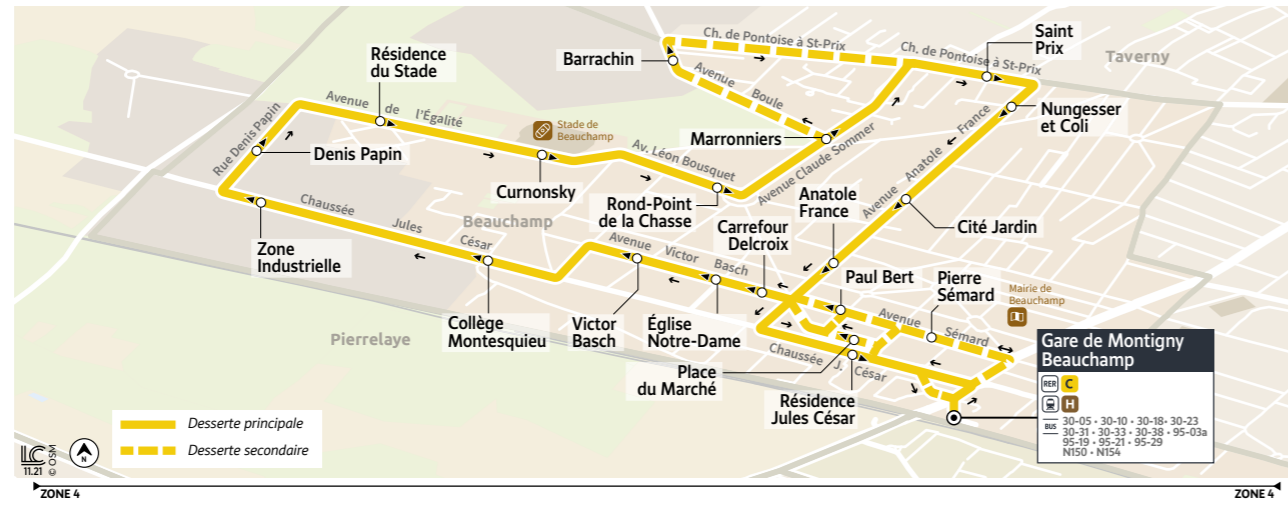 Résidence
du Stade
Barrachin
Ch. de Pontoise à St-Prix
Ch. de Pontoise à St-Prix
Saint
Prix
Taverny
Avenue de l'Égalité
Stade de
Beauchamp
Avenue Boule
Nungesser
et Coli
Rue Denis Papin
Denis Papin
Marronniers
Curnonsky
Av. Léon Bousquet
Avenue Claude Sommer
Avenue Anatole France
Rond-Point
de la Chasse
Anatole
France
Cité Jardin
Chaussée Jules César
Beauchamp
Zone
Industrielle
Carrefour
Delcroix
Avenue Victor Basch
Paul Bert
Pierre
Sémard
Mairie de
Beauchamp
Avenue Sémard
Pierrelaye
Collège
Montesquieu
Victor
Basch
Église
Notre-Dame
Chaussée J. César
Place
du Marché
Résidence
Jules César
Gare de Montigny
Beauchamp
RER C
H
BUS 30-05 • 30-10 • 30-18 • 30-23
30-31 • 30-33 • 30-38 • 95-03a
95-19 • 95-21 • 95-29
N150 • N154
Desserte principale
Desserte secondaire
LC
11.21 © OSM
N
ZONE 4
ZONE 4